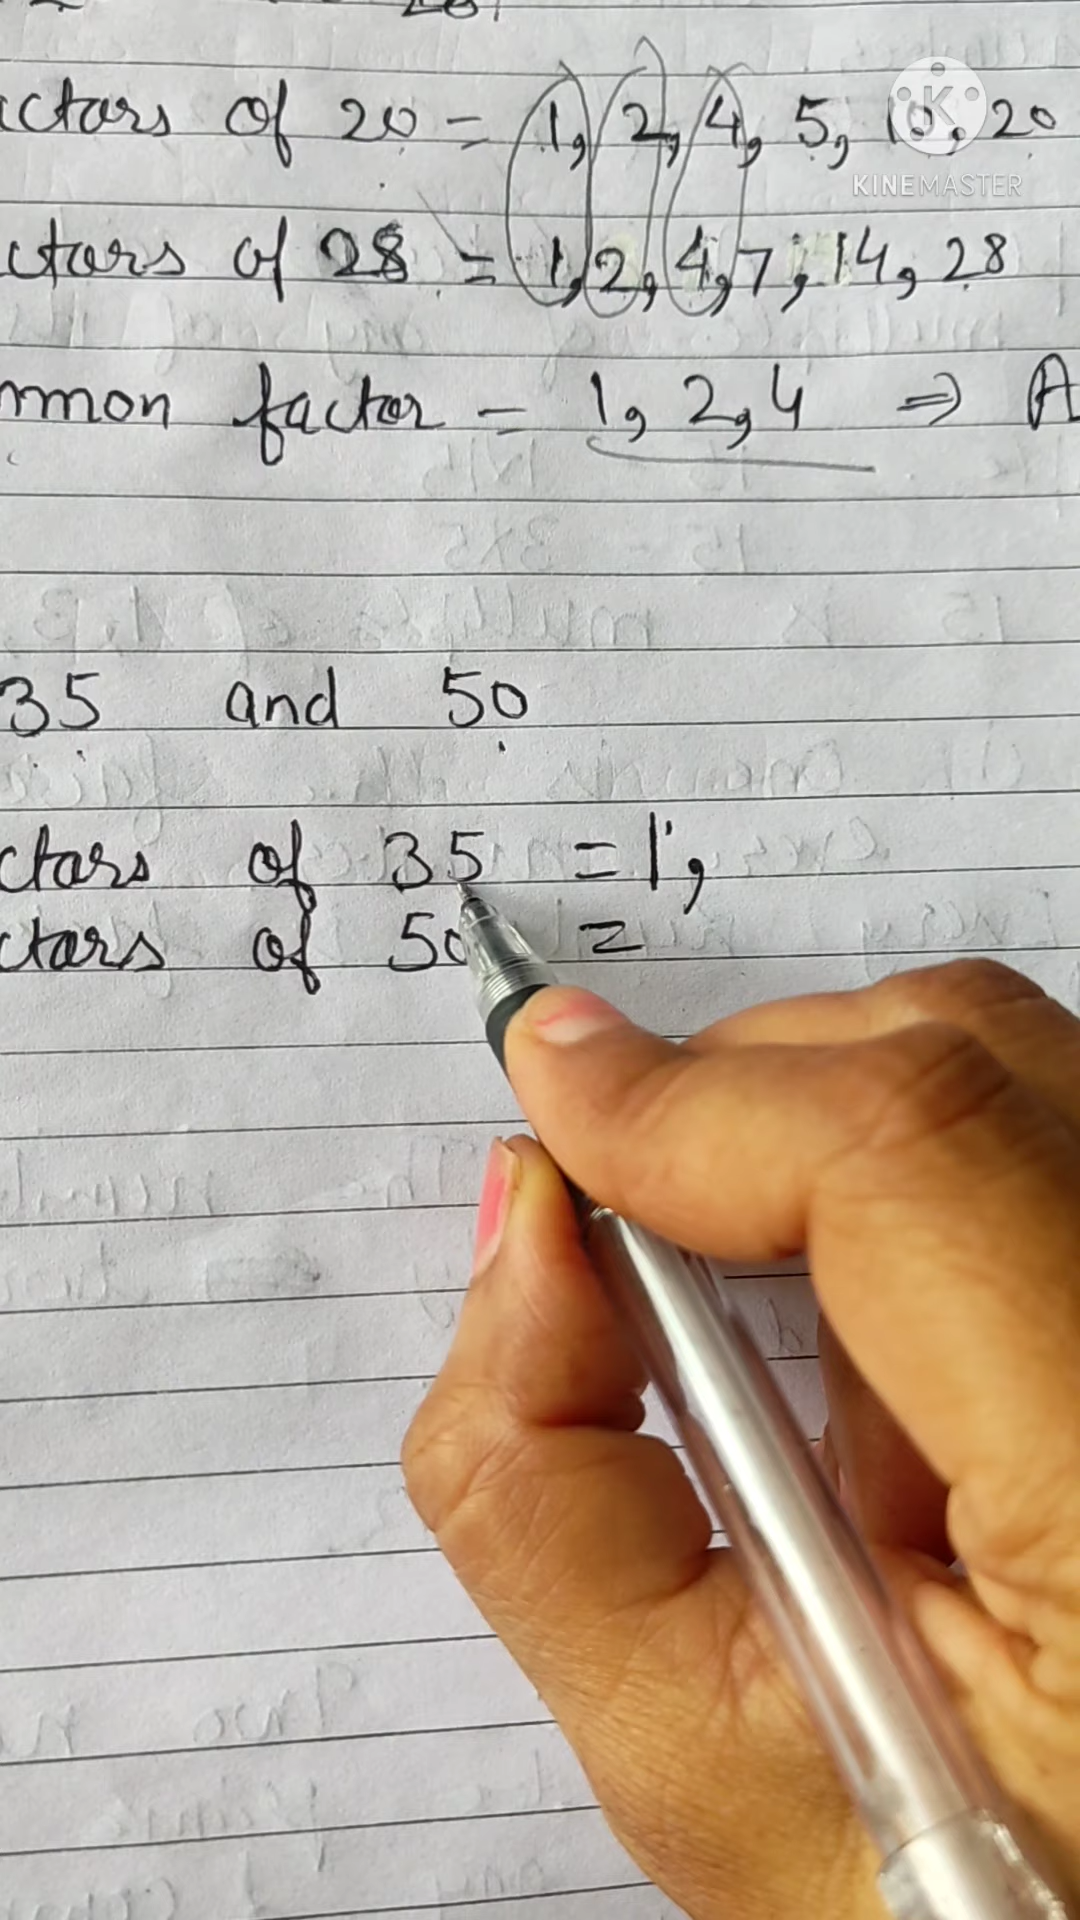 ctors of 20 = 1, 2, 4, 5, 10, 20
KINEMASTER
ctors of 28 = 1, 2, 4, 7, 14, 28
mmon factor = 1, 2, 4 ⇒ A
35 and 50
ctors of 35 = 1,
ctors of 50 =